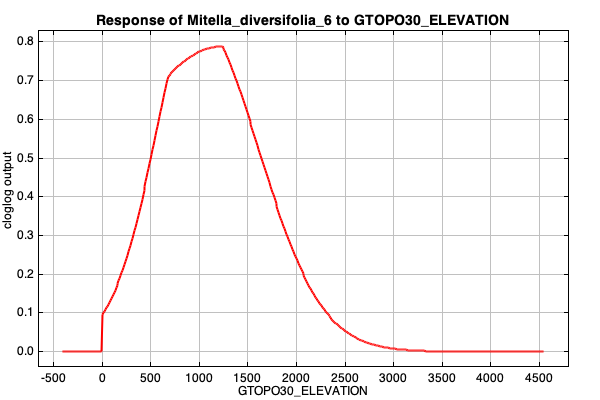 Response of Mitella_diversifolia_6 to GTOPO30_ELEVATION
0.8
0.7
0.6
0.5
0.4
0.3
0.2
0.1
0.0
cloglog output
-500 0 500 1000 1500 2000 2500 3000 3500 4000 4500
GTOPO30_ELEVATION